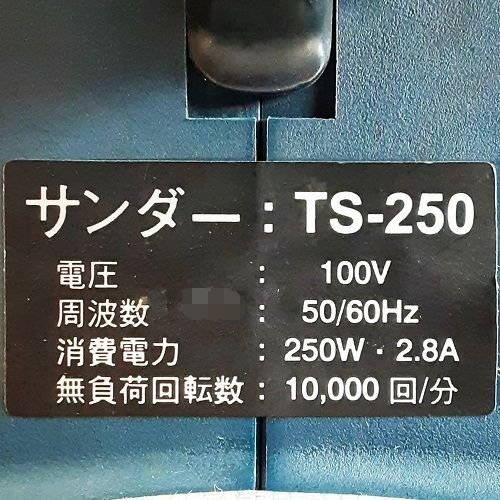 サンダー : TS-250
電圧 : 100V
周波数 : 50/60Hz
消費電力 : 250W・2.8A
無負荷回転数 : 10,000 回/分